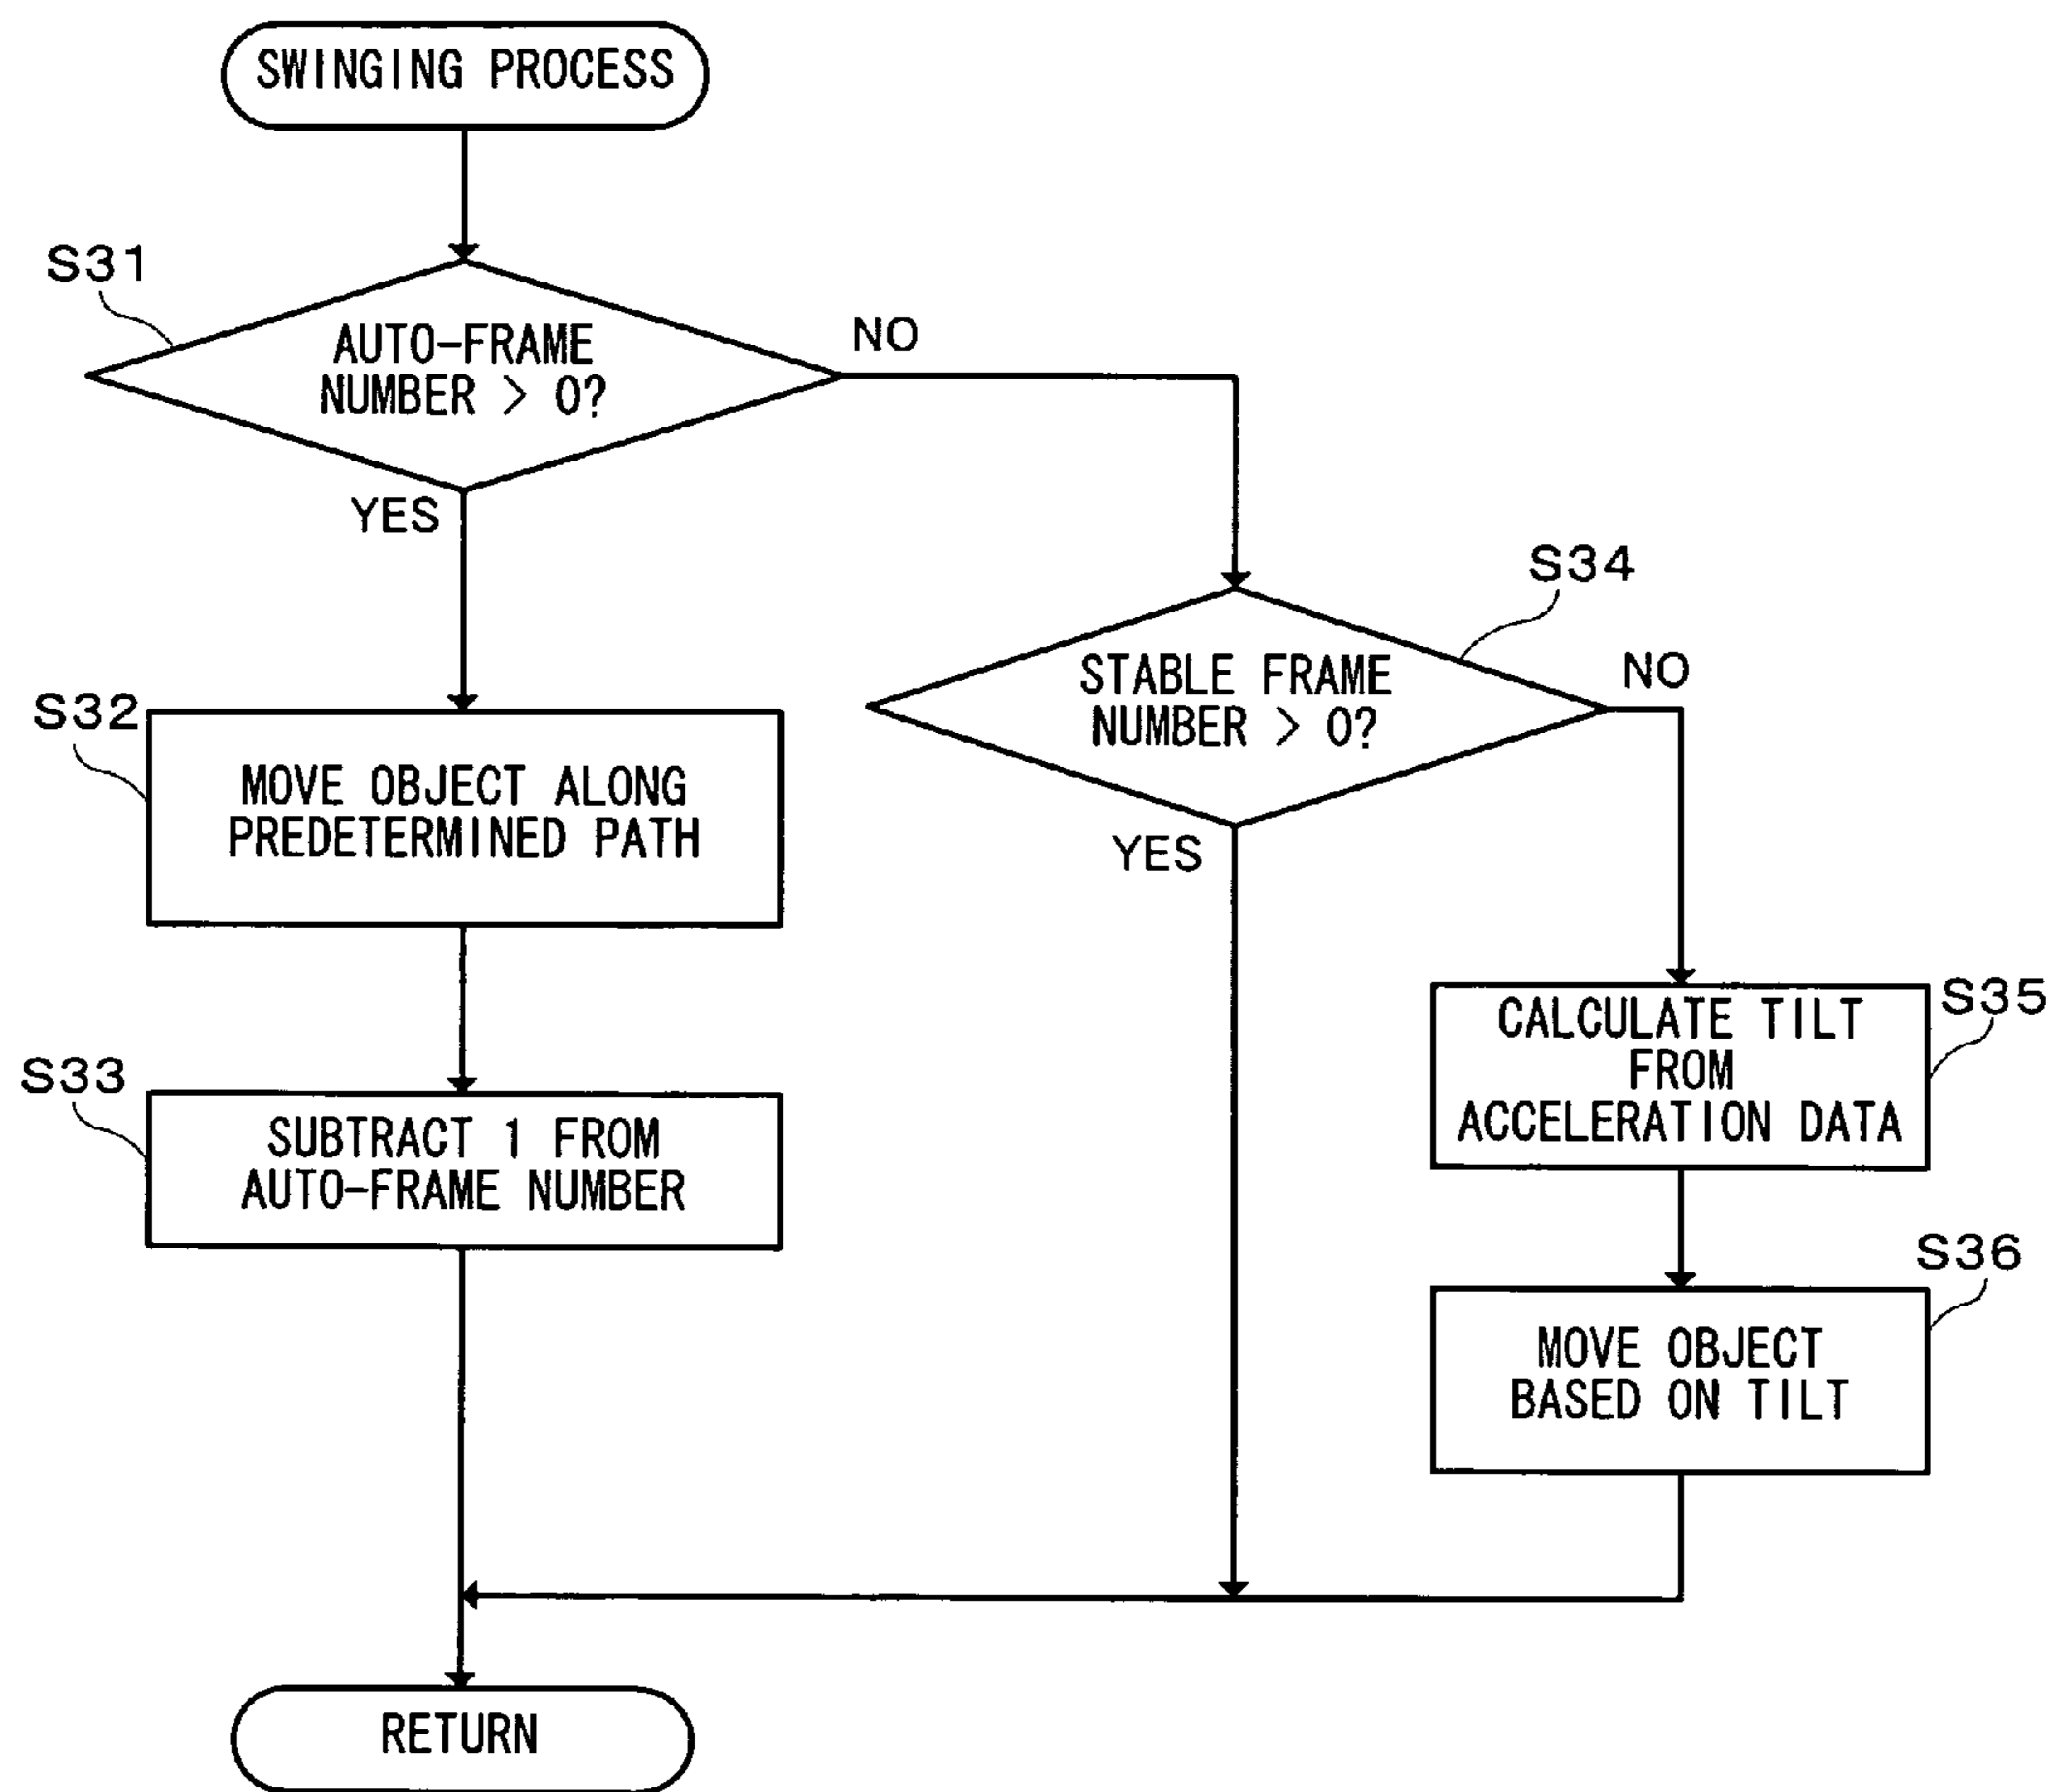 SWINGING PROCESS
S31
AUTO-FRAME
NUMBER > 0?
NO
YES
S34
STABLE FRAME
NUMBER > 0?
NO
YES
S32
MOVE OBJECT ALONG
PREDETERMINED PATH
S35
CALCULATE TILT
FROM
ACCELERATION DATA
S33
SUBTRACT 1 FROM
AUTO-FRAME NUMBER
S36
MOVE OBJECT
BASED ON TILT
RETURN